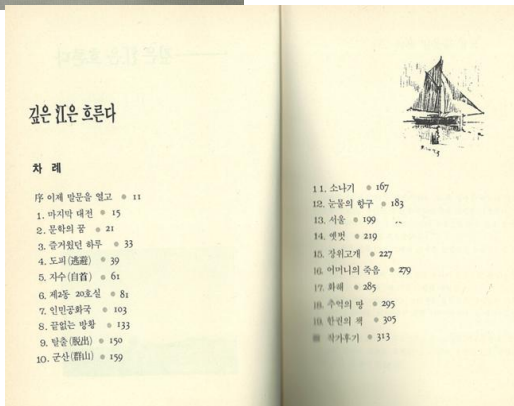 깊은 江은 흐른다
차 례
序 이제 말문을 열고 ● 11
1. 마지막 대전 ● 15
2. 문학의 꿈 ● 21
3. 즐거웠던 하루 ● 33
4. 도피(逃避) ● 39
5. 자수(自首) ● 61
6. 제2동 20호실 ● 81
7. 인민공화국 ● 103
8. 끝없는 방황 ● 133
9. 탈출(脫出) ● 150
10. 군산(群山) ● 159
11. 소나기 ● 167
12. 눈물의 항구 ● 183
13. 서울 ● 199
14. 옛벗 ● 219
15. 장위고개 ● 227
16. 어머니의 죽음 ● 279
17. 화해 ● 285
18. 추억의 땅 ● 295
19. 한권의 책 ● 305
작가후기 ● 313